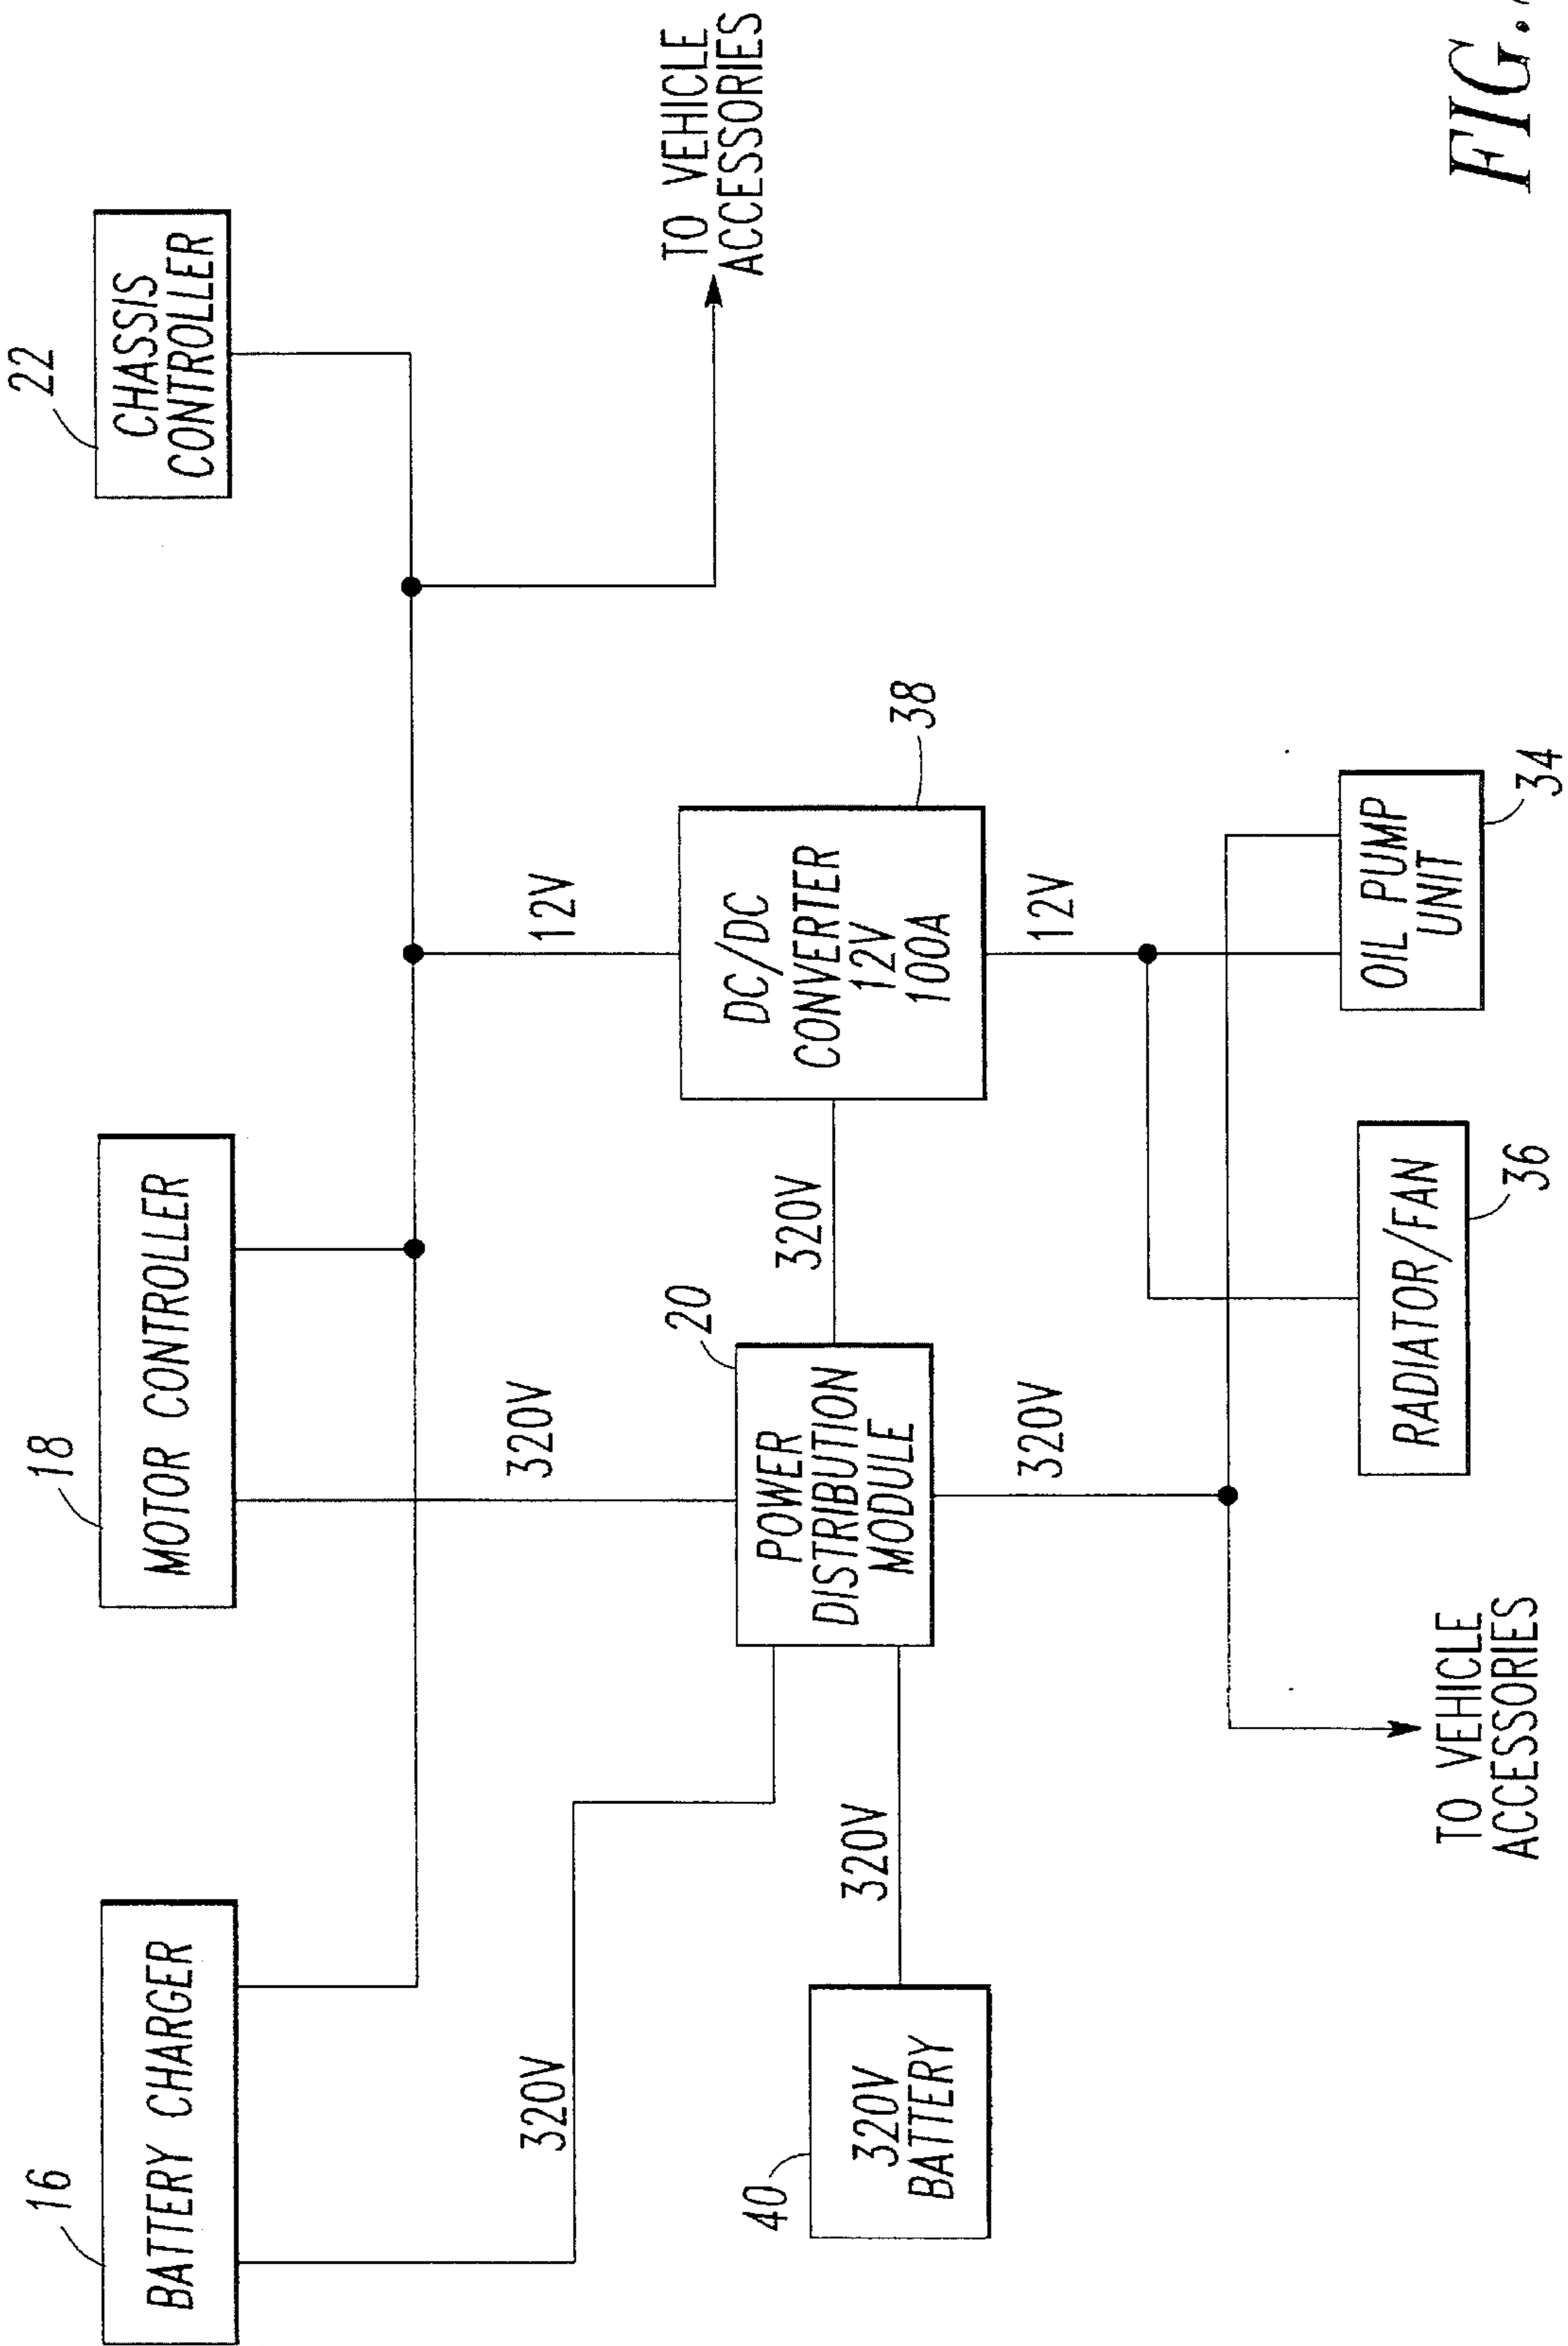 16
BATTERY CHARGER
18
MOTOR CONTROLLER
22
CHASSIS
CONTROLLER
320V
320V
12V
TO VEHICLE
ACCESSORIES
40
320V
BATTERY
320V
20
POWER
DISTRIBUTION
MODULE
320V
DC/DC
CONVERTER
12V
100A
38
320V
12V
TO VEHICLE
ACCESSORIES
RADIATOR/FAN
36
OIL PUMP
UNIT
34
FIG.